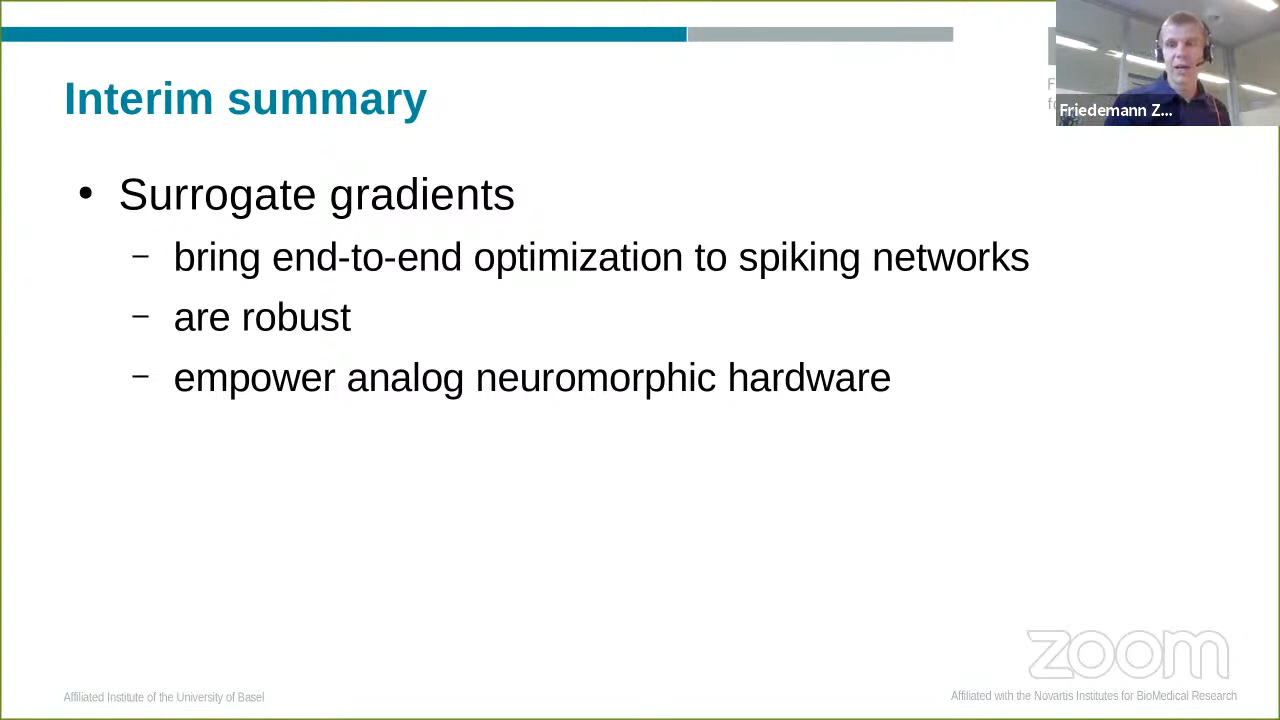 Interim summary
Friedemann Z...
• Surrogate gradients
– bring end-to-end optimization to spiking networks
– are robust
– empower analog neuromorphic hardware
zoom
Affiliated Institute of the University of Basel
Affiliated with the Novartis Institutes for BioMedical Research